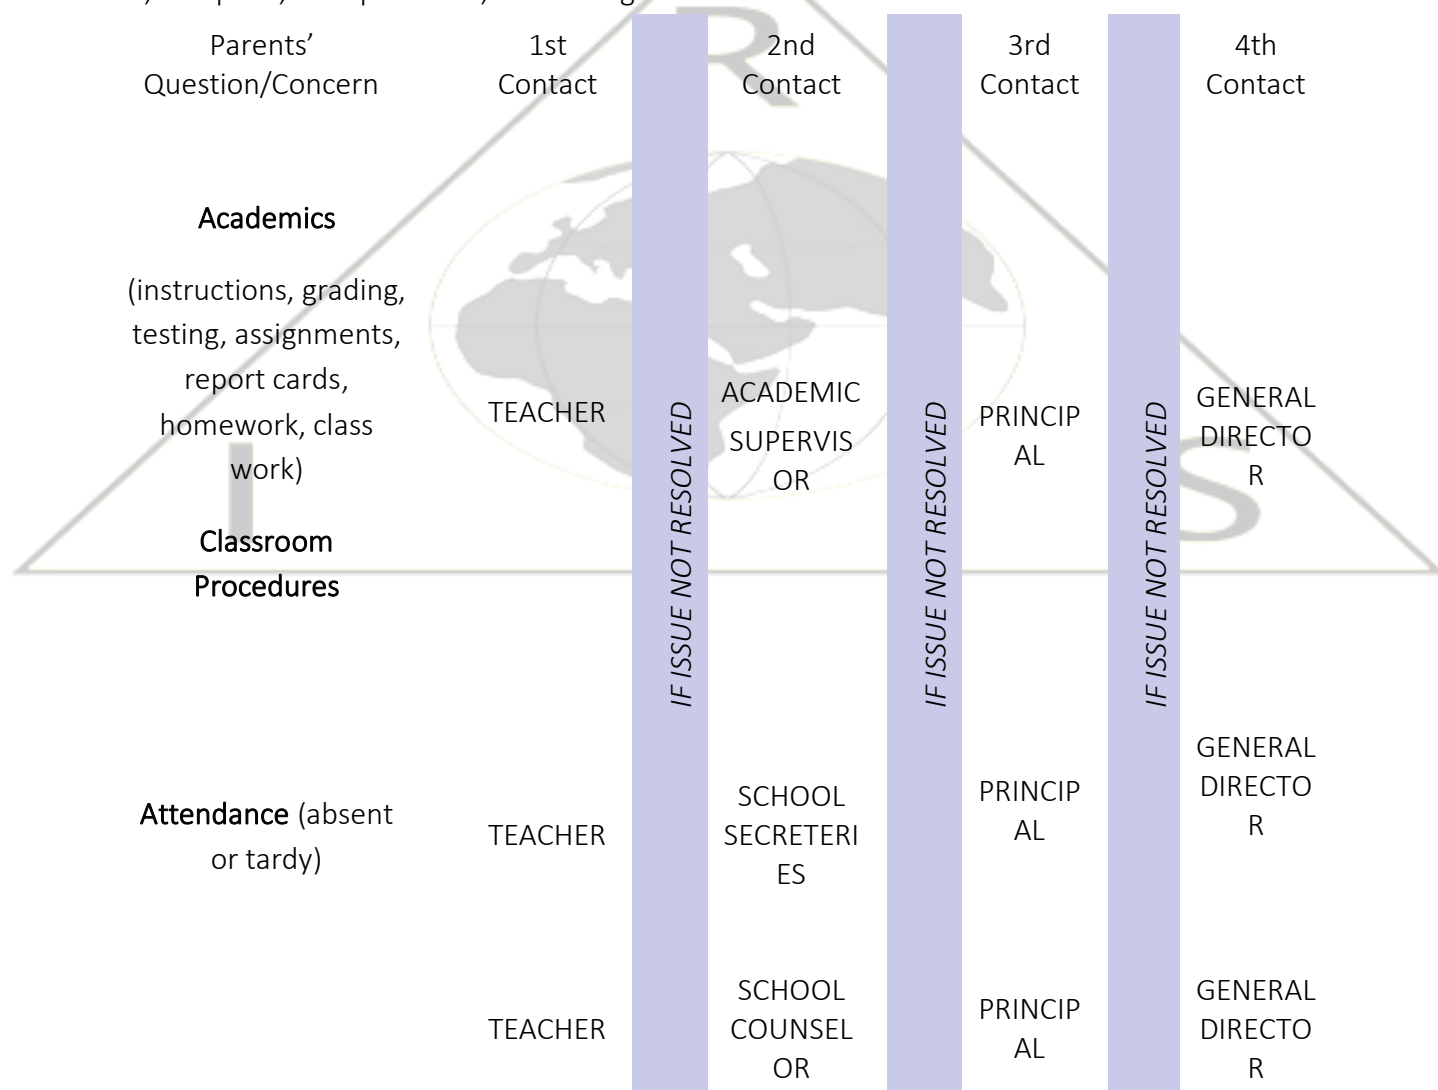 Parents’
Question/Concern
1st
Contact
2nd
Contact
3rd
Contact
4th
Contact
Academics
(instructions, grading,
testing, assignments,
report cards,
homework, class
work)
Classroom
Procedures
TEACHER
IF ISSUE NOT RESOLVED
ACADEMIC
SUPERVIS
OR
IF ISSUE NOT RESOLVED
PRINCIP
AL
IF ISSUE NOT RESOLVED
GENERAL
DIRECTO
R
Attendance (absent
or tardy)
TEACHER
SCHOOL
SECRETERI
ES
PRINCIP
AL
GENERAL
DIRECTO
R
TEACHER
SCHOOL
COUNSEL
OR
PRINCIP
AL
GENERAL
DIRECTO
R
I
R
S